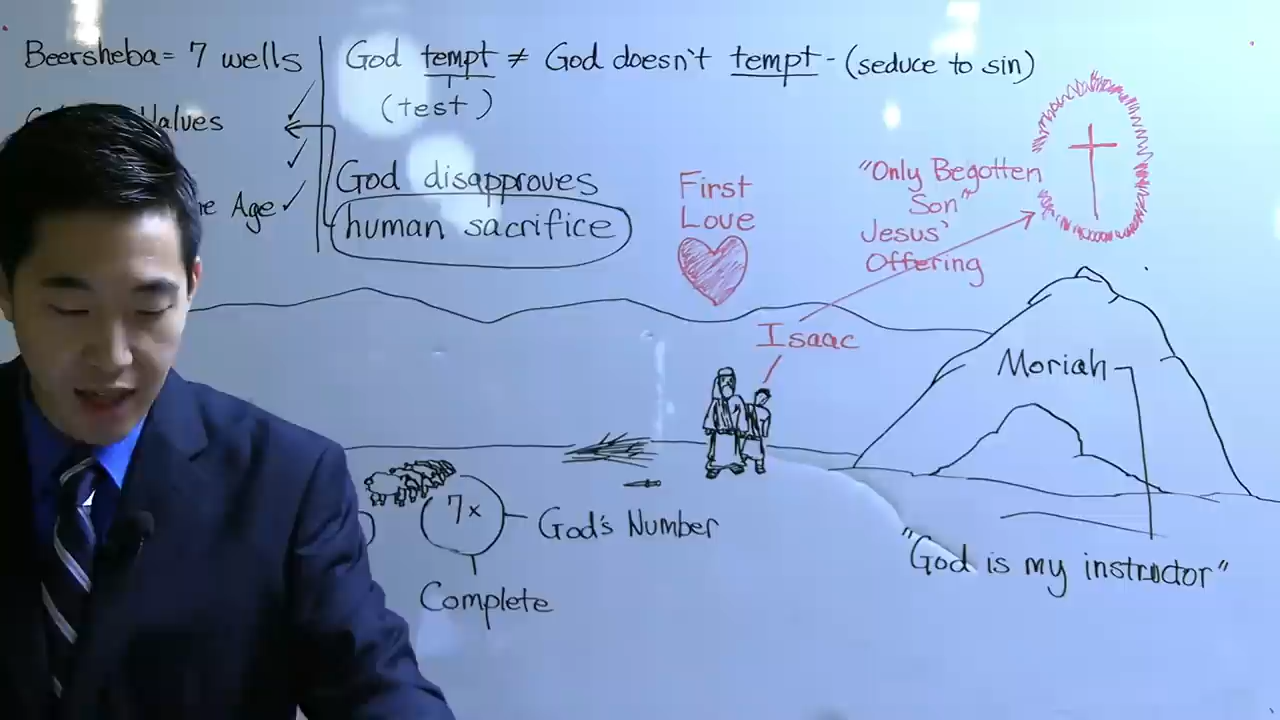 Beersheba = 7 wells
God tempt ≠ God doesn't tempt - (seduce to sin)
(test)
Values
Age ✓
God disapproves
human sacrifice
First
Love
"Only Begotten
Son"
Jesus'
Offering
Isaac
Moriah
7x
God's Number
Complete
"God is my instructor"